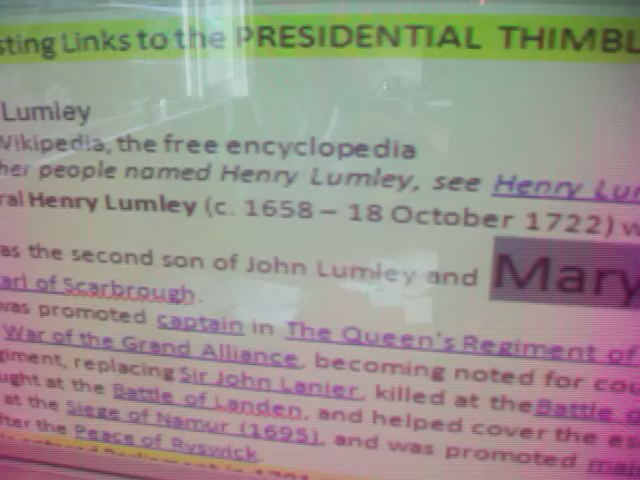 sting Links to the PRESIDENTIAL THIMBL
Lumley
Wikipedia, the free encyclopedia
her people named Henry Lumley, see Henry Lum
ral Henry Lumley (c. 1658 – 18 October 1722) w
as the second son of John Lumley and Mary
arl of Scarbrough.
was promoted captain in The Queen's Regiment of
War of the Grand Alliance, becoming noted for cou
giment, replacing Sir John Lanier, killed at the Battle o
ught at the Battle of Landen, and helped cover the es
at the Siege of Namur (1695), and was promoted maj
fter the Peace of Ryswick.